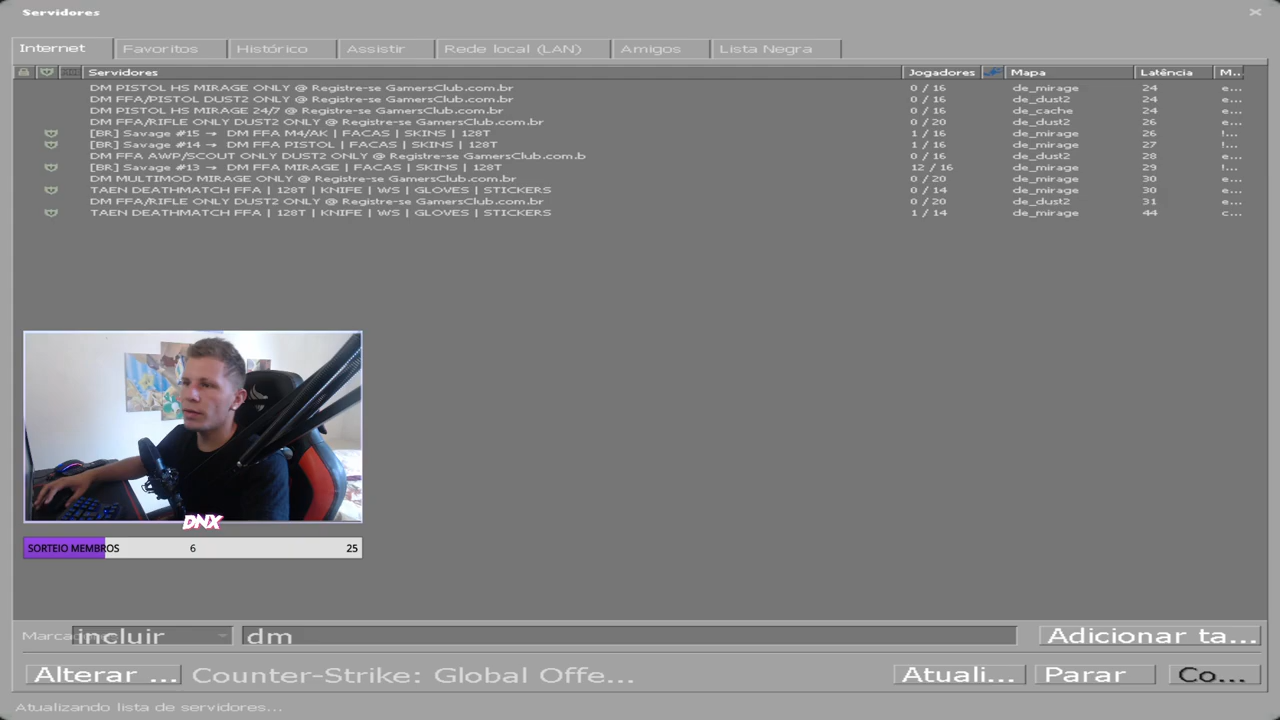 Servidores
Internet Favoritos Histórico Assistir Rede local (LAN) Amigos Lista Negra
Servidores Jogadores Mapa Latência M..
DM PISTOL HS MIRAGE ONLY @ Registre-se GamersClub.com.br 0 / 16 de_mirage 24 e...
DM FFA/PISTOL DUST2 ONLY @ Registre-se GamersClub.com.br 0 / 16 de_dust2 24 e...
DM PISTOL HS MIRAGE 24/7 @ Registre-se GamersClub.com.br 0 / 16 de_cache 24 e...
DM FFA/RIFLE ONLY DUST2 ONLY @ Registre-se GamersClub.com.br 0 / 20 de_dust2 26 e...
[BR] Savage #15 → DM FFA M4/AK | FACAS | SKINS | 128T 1 / 16 de_mirage 26 !...
[BR] Savage #14 → DM FFA PISTOL | FACAS | SKINS | 128T 1 / 16 de_mirage 27 !...
DM FFA AWP/SCOUT ONLY DUST2 ONLY @ Registre-se GamersClub.com.b 0 / 16 de_dust2 28 e...
[BR] Savage #13 → DM FFA MIRAGE | FACAS | SKINS | 128T 12 / 16 de_mirage 29 !...
DM MULTIMOD MIRAGE ONLY @ Registre-se GamersClub.com.br 0 / 20 de_mirage 30 e...
TAEN DEATHMATCH FFA | 128T | KNIFE | WS | GLOVES | STICKERS 0 / 14 de_mirage 30 e...
DM FFA/RIFLE ONLY DUST2 ONLY @ Registre-se GamersClub.com.br 0 / 20 de_dust2 31 e...
TAEN DEATHMATCH FFA | 128T | KNIFE | WS | GLOVES | STICKERS 1 / 14 de_mirage 44 c...
DNX
SORTEIO MEMBROS 6 25
incluir dm Adicionar ta...
Alterar ... Counter-Strike: Global Offe... Atuali... Parar Co...
Atualizando lista de servidores...